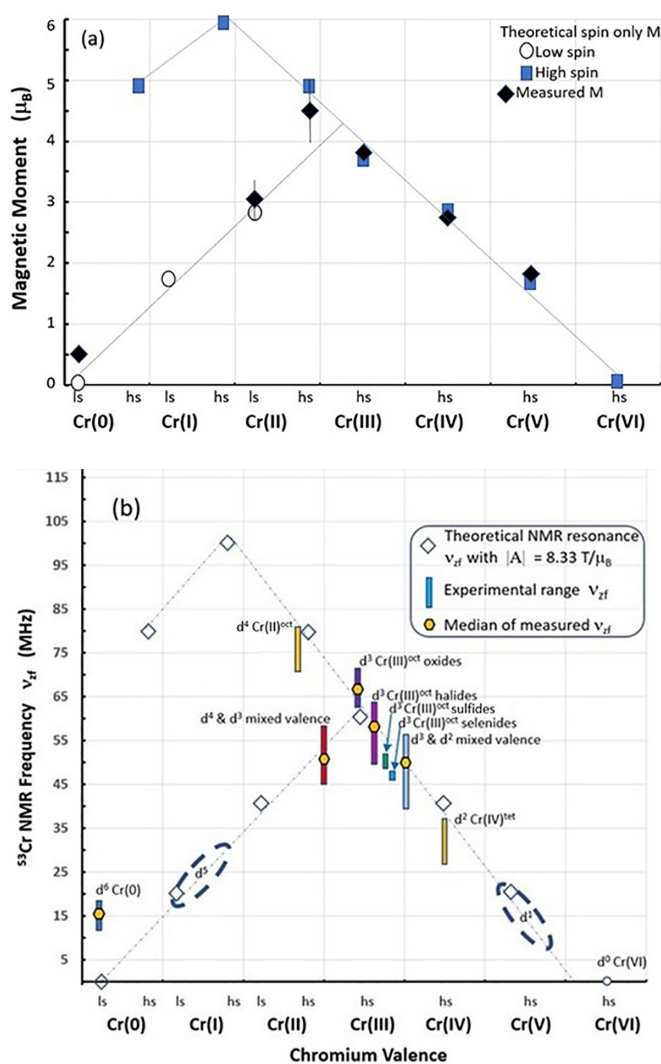 (a)
Theoretical spin only M
Low spin
High spin
Measured M
Magnetic Moment (μB)
6
5
4
3
2
1
0
ls hs ls hs ls hs hs hs hs hs
Cr(0) Cr(I) Cr(II) Cr(III) Cr(IV) Cr(V) Cr(VI)
(b)
Theoretical NMR resonance
νzf with |A| = 8.33 T/μB
Experimental range νzf
Median of measured νzf
53Cr NMR Frequency νzf (MHz)
115
105
95
85
75
65
55
45
35
25
15
5
d4 Cr(II)oct
d3 Cr(III)oct oxides
d3 Cr(III)oct halides
d3 Cr(III)oct sulfides
d3 Cr(III)oct selenides
d4 & d3 mixed valence
d3 & d2 mixed valence
d2 Cr(IV)tet
d5
d6 Cr(0)
d1
d0 Cr(VI)
ls hs ls hs ls hs hs hs hs hs
Cr(0) Cr(I) Cr(II) Cr(III) Cr(IV) Cr(V) Cr(VI)
Chromium Valence